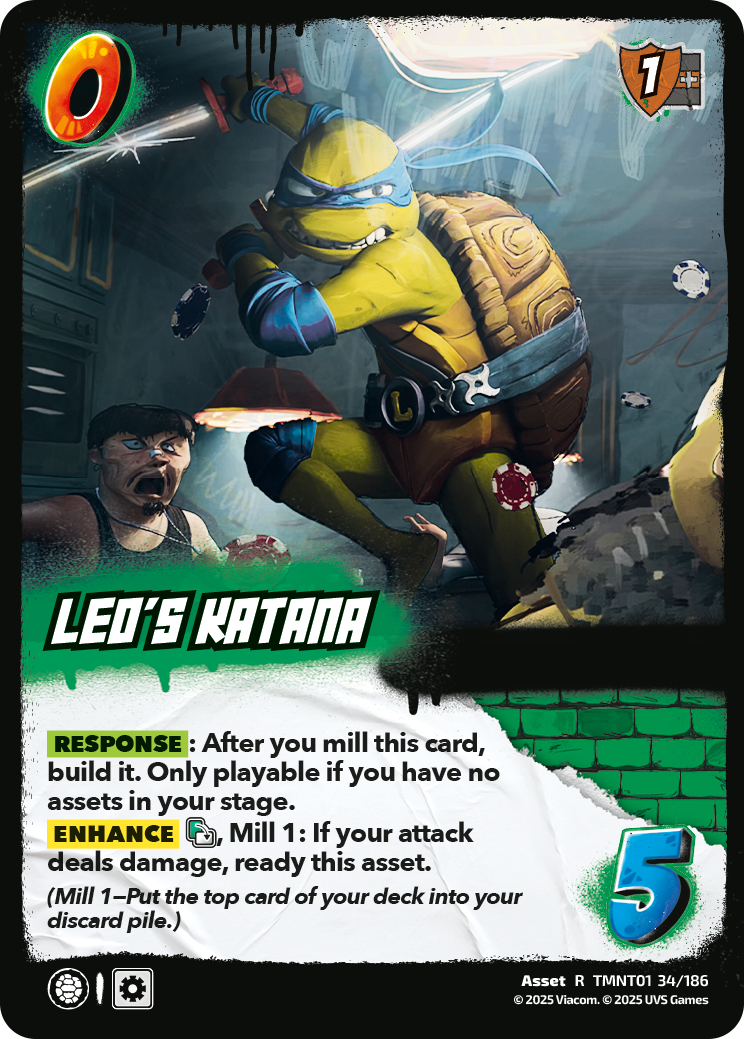 0
1
L
LEO'S KATANA
RESPONSE: After you mill this card,
build it. Only playable if you have no
assets in your stage.
ENHANCE , Mill 1: If your attack
deals damage, ready this asset.
(Mill 1—Put the top card of your deck into your
discard pile.)
5
Asset R TMNT01 34/186
© 2025 Viacom. © 2025 UVS Games